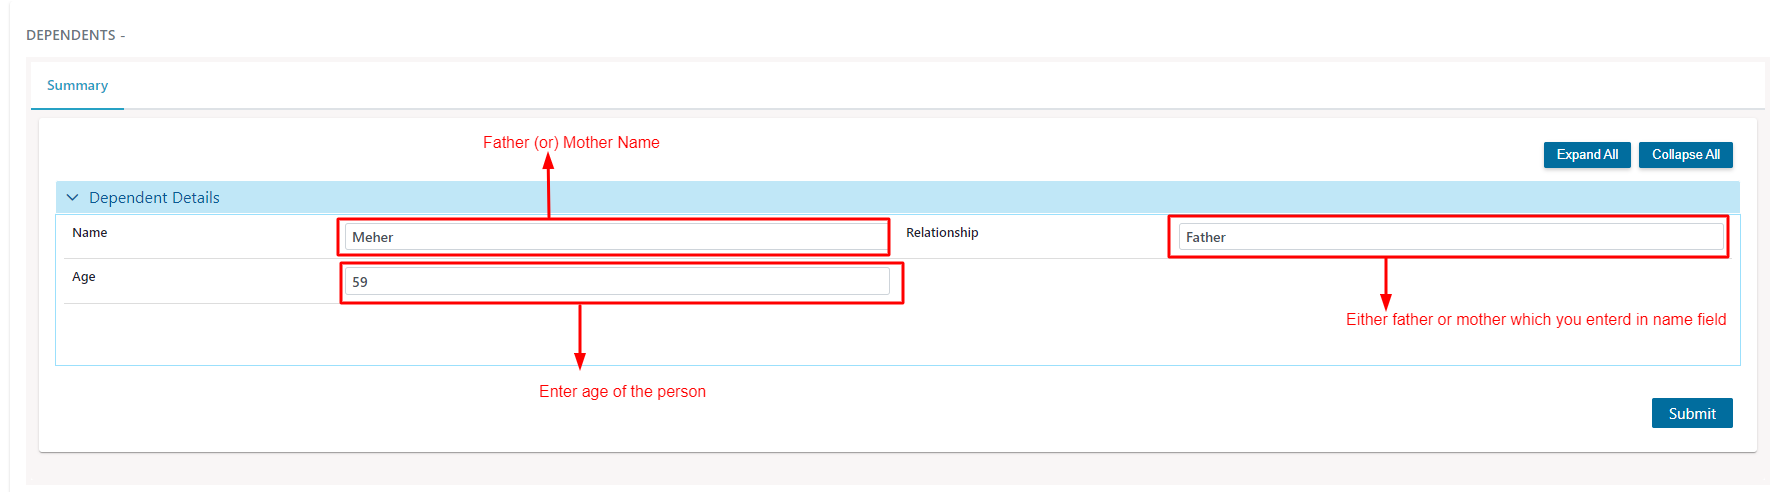 DEPENDENTS -
Summary
Father (or) Mother Name
Expand All
Collapse All
Dependent Details
Name
Meher
Relationship
Father
Age
59
Either father or mother which you enterd in name field
Enter age of the person
Submit